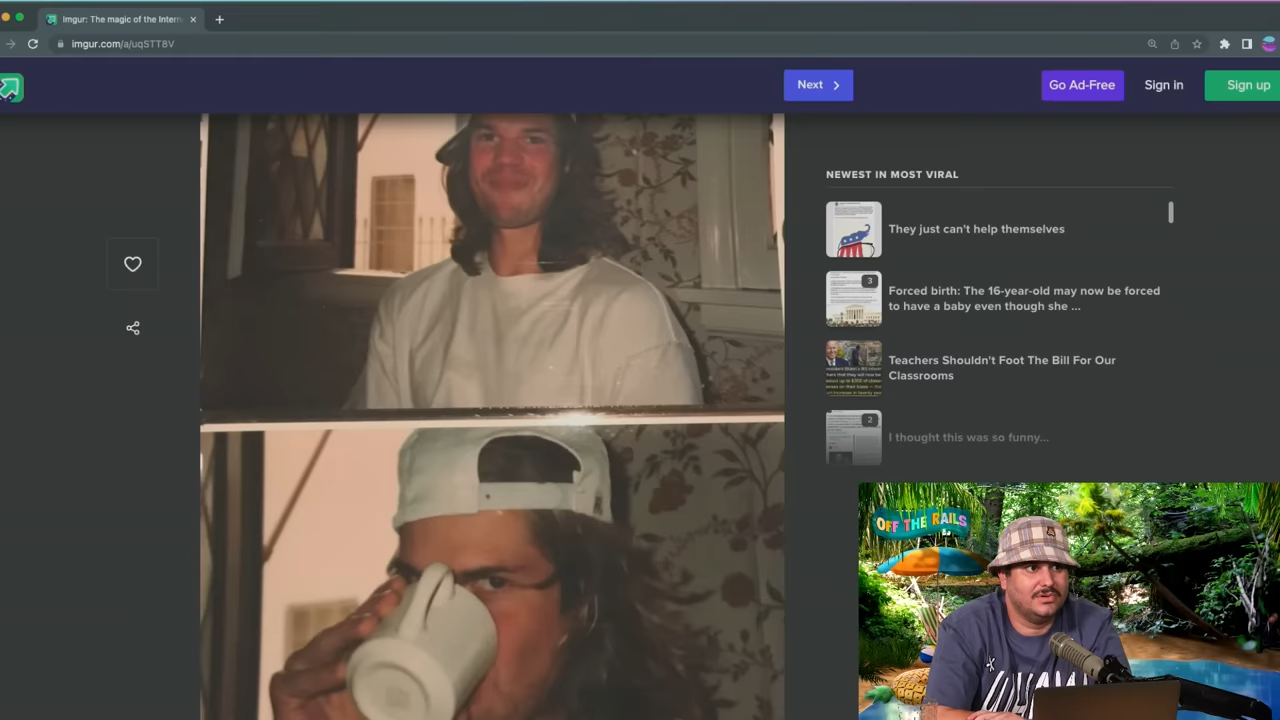 Imgur: The magic of the Intern
imgur.com/a/uqSTT8V
Next
Go Ad-Free
Sign in
Sign up
NEWEST IN MOST VIRAL
They just can't help themselves
3
Forced birth: The 16-year-old may now be forced
to have a baby even though she ...
Teachers Shouldn't Foot The Bill For Our
Classrooms
2
I thought this was so funny...
OFF THE RAILS